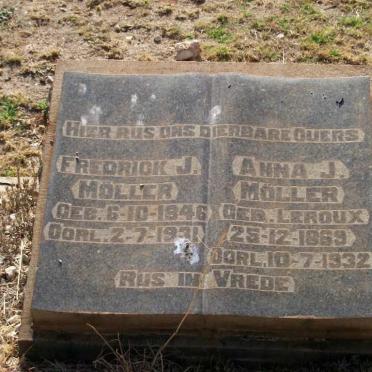 HIER RUS ONS DIERBARE OUERS
FREDRICK J.
MÖLLER
GEB. 6-10-1846
OORL. 2-7-1931
ANNA J.
MÖLLER
GEB. LEROUX
25-12-1869
OORL. 10-7-1932
RUS IN VREDE